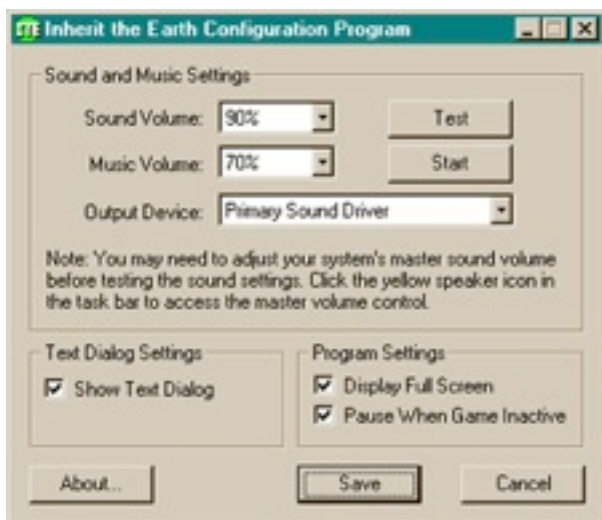 ITE Inherit the Earth Configuration Program
Sound and Music Settings
Sound Volume: 90% Test
Music Volume: 70% Start
Output Device: Primary Sound Driver
Note: You may need to adjust your system's master sound volume
before testing the sound settings. Click the yellow speaker icon in
the task bar to access the master volume control.
Text Dialog Settings
Show Text Dialog
Program Settings
Display Full Screen
Pause When Game Inactive
About... Save Cancel